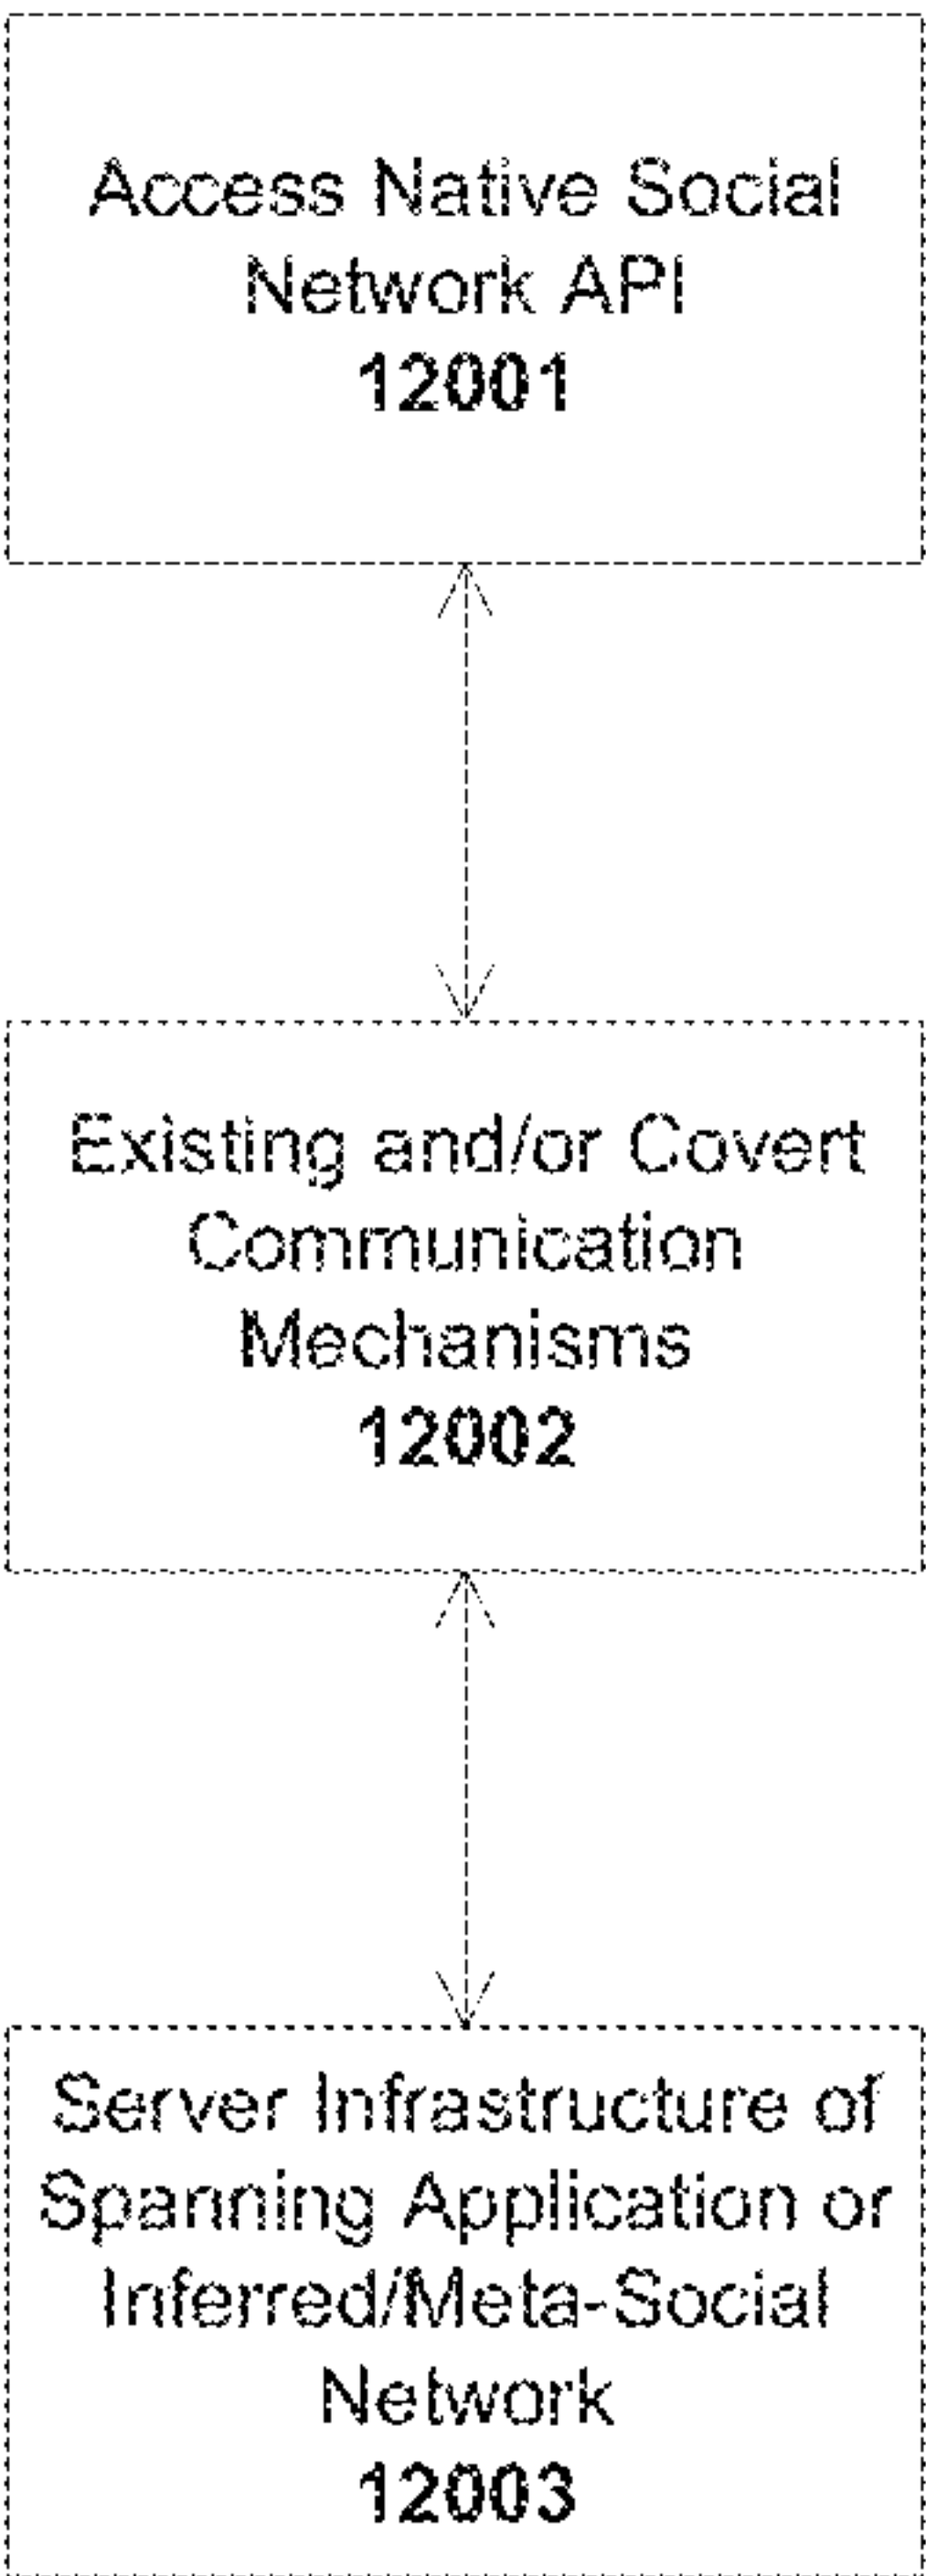 Access Native Social
Network API
12001
Existing and/or Covert
Communication
Mechanisms
12002
Server Infrastructure of
Spanning Application or
Inferred/Meta-Social
Network
12003